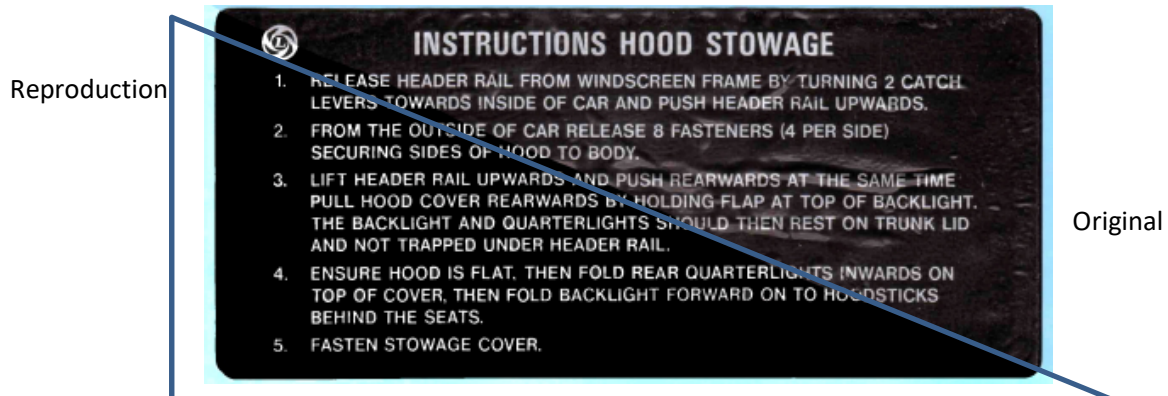 INSTRUCTIONS HOOD STOWAGE
Reproduction
1. RELEASE HEADER RAIL FROM WINDSCREEN FRAME BY TURNING 2 CATCH
LEVERS TOWARDS INSIDE OF CAR AND PUSH HEADER RAIL UPWARDS.
2. FROM THE OUTSIDE OF CAR RELEASE 8 FASTENERS (4 PER SIDE)
SECURING SIDES OF HOOD TO BODY.
3. LIFT HEADER RAIL UPWARDS AND PUSH REARWARDS AT THE SAME TIME
PULL HOOD COVER REARWARDS BY HOLDING FLAP AT TOP OF BACKLIGHT.
THE BACKLIGHT AND QUARTERLIGHTS SHOULD THEN REST ON TRUNK LID
AND NOT TRAPPED UNDER HEADER RAIL.
Original
4. ENSURE HOOD IS FLAT, THEN FOLD REAR QUARTERLIGHTS INWARDS ON
TOP OF COVER, THEN FOLD BACKLIGHT FORWARD ON TO HOODSTICKS
BEHIND THE SEATS.
5. FASTEN STOWAGE COVER.